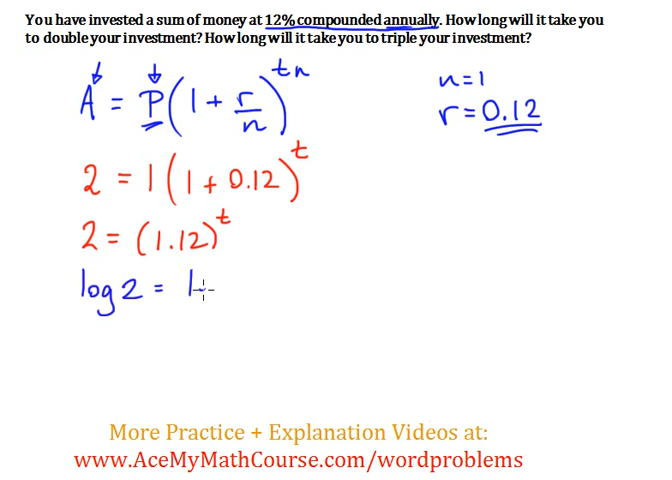 You have invested a sum of money at 12% compounded annually. How long will it take you
to double your investment? How long will it take you to triple your investment?
A = P(1 + r/n)^tn
n=1
r=0.12
2 = 1(1 + 0.12)^t
2 = (1.12)^t
log 2 = l
More Practice + Explanation Videos at:
www.AceMyMathCourse.com/wordproblems